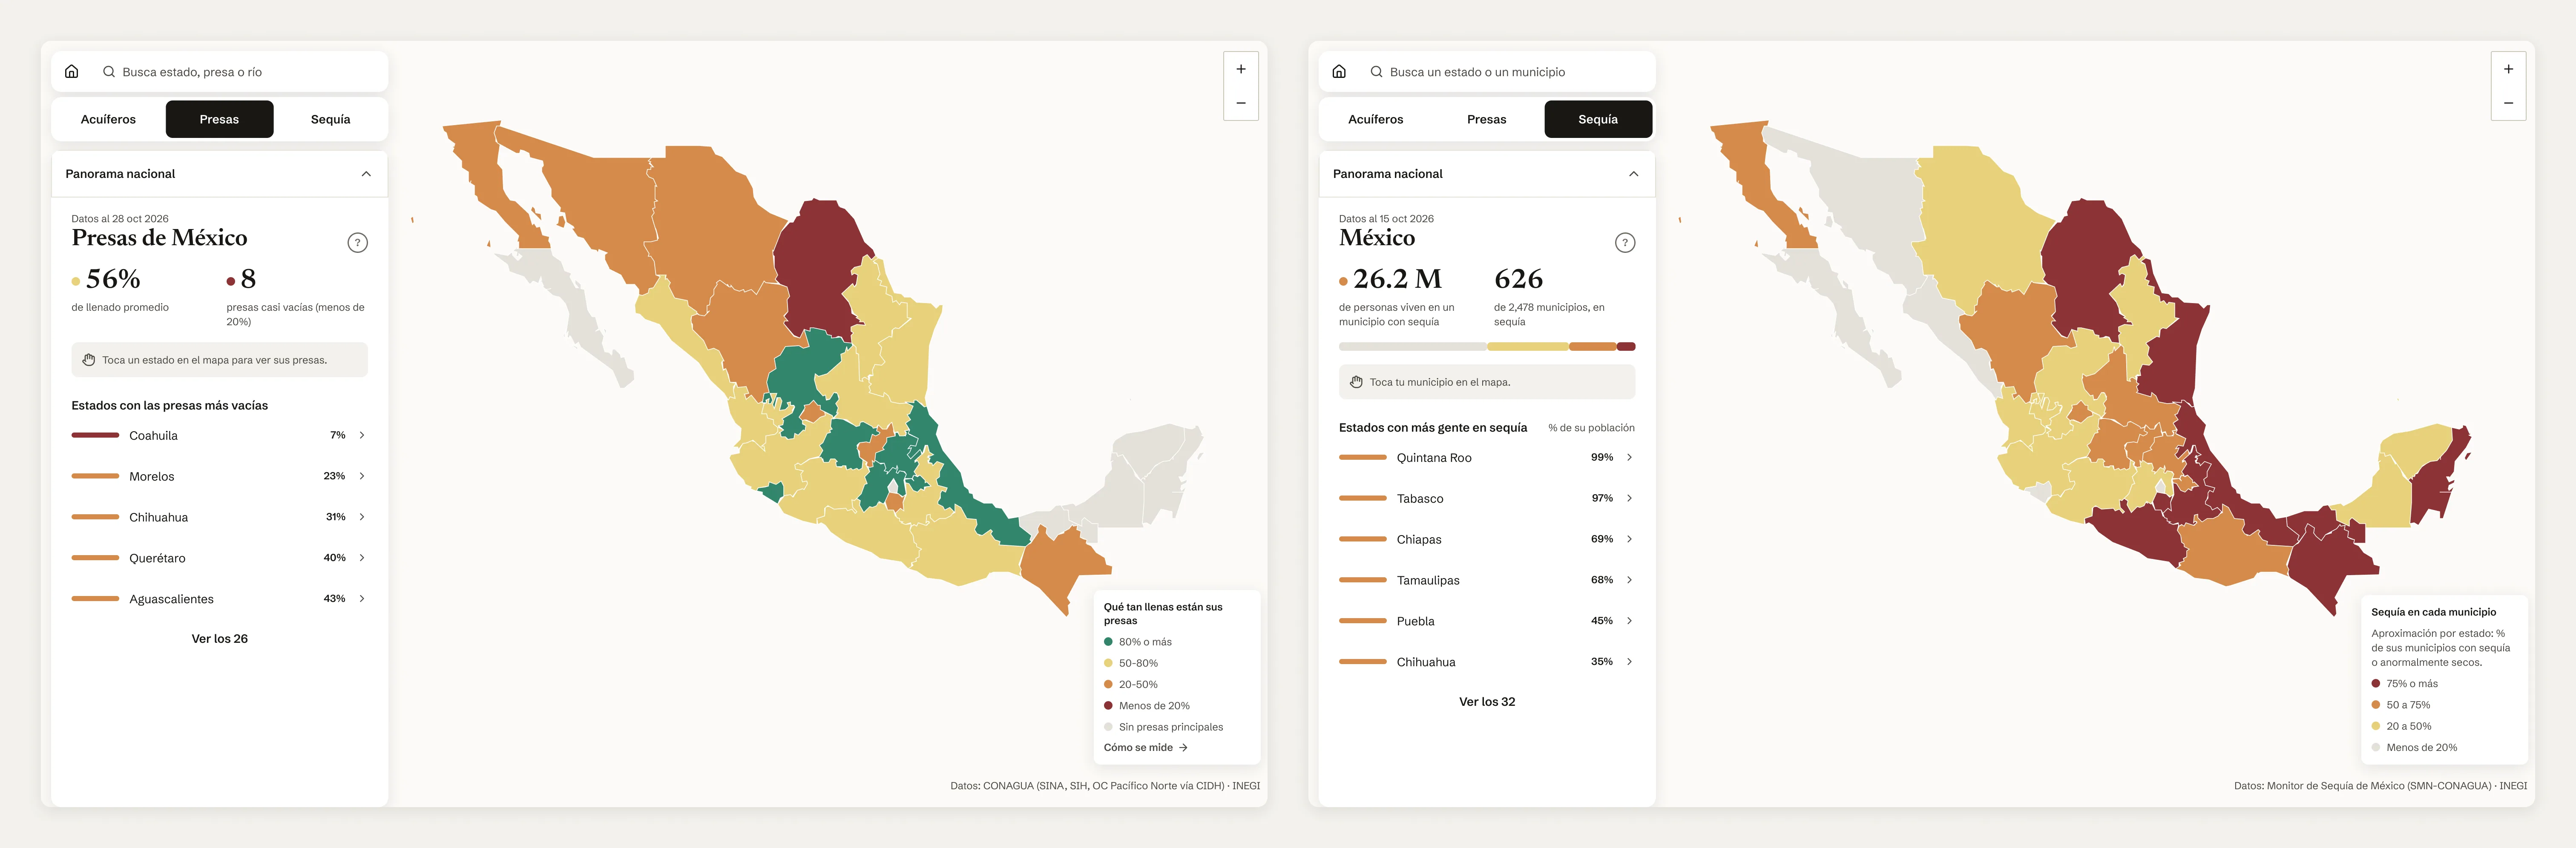 Busca estado, presa o río
Acuíferos
Presas
Sequía
Panorama nacional
Datos al 28 oct 2026
Presas de México
?
56%
de llenado promedio
8
presas casi vacías (menos de
20%)
Toca un estado en el mapa para ver sus presas.
Estados con las presas más vacías
Coahuila 7%
Morelos 23%
Chihuahua 31%
Querétaro 40%
Aguascalientes 43%
Ver los 26
+
−
Qué tan llenas están sus
presas
80% o más
50-80%
20-50%
Menos de 20%
Sin presas principales
Cómo se mide →
Datos: CONAGUA (SINA, SIH, OC Pacífico Norte vía CIDH) · INEGI
Busca un estado o un municipio
Acuíferos
Presas
Sequía
Panorama nacional
Datos al 15 oct 2026
México
?
26.2 M
de personas viven en un
municipio con sequía
626
de 2,478 municipios, en
sequía
Toca tu municipio en el mapa.
Estados con más gente en sequía % de su población
Quintana Roo 99%
Tabasco 97%
Chiapas 69%
Tamaulipas 68%
Puebla 45%
Chihuahua 35%
Ver los 32
+
−
Sequía en cada municipio
Aproximación por estado: %
de sus municipios con sequía
o anormalmente secos.
75% o más
50 a 75%
20 a 50%
Menos de 20%
Datos: Monitor de Sequía de México (SMN-CONAGUA) · INEGI